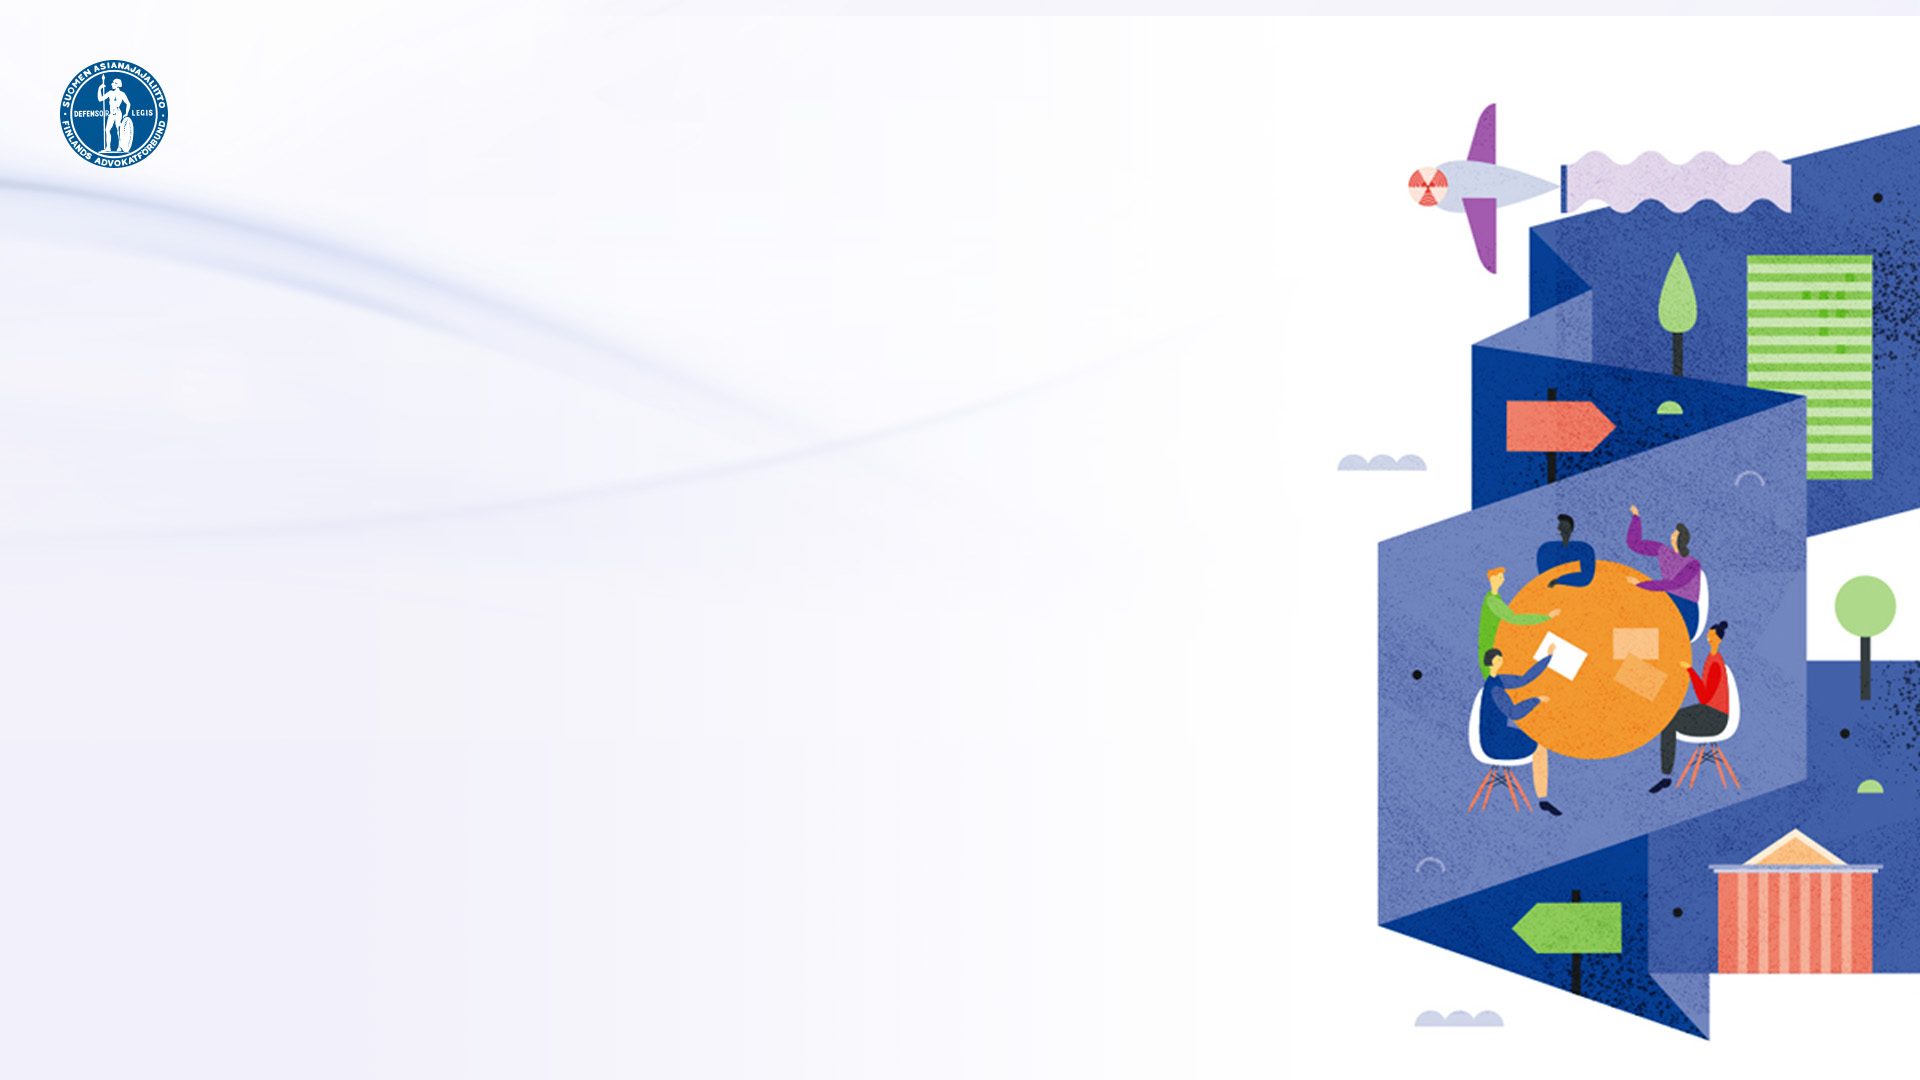 SUOMEN ASIANAJAJALIITTO
DEFENSOR LEGIS
FINLANDS ADVOKATFÖRBUND